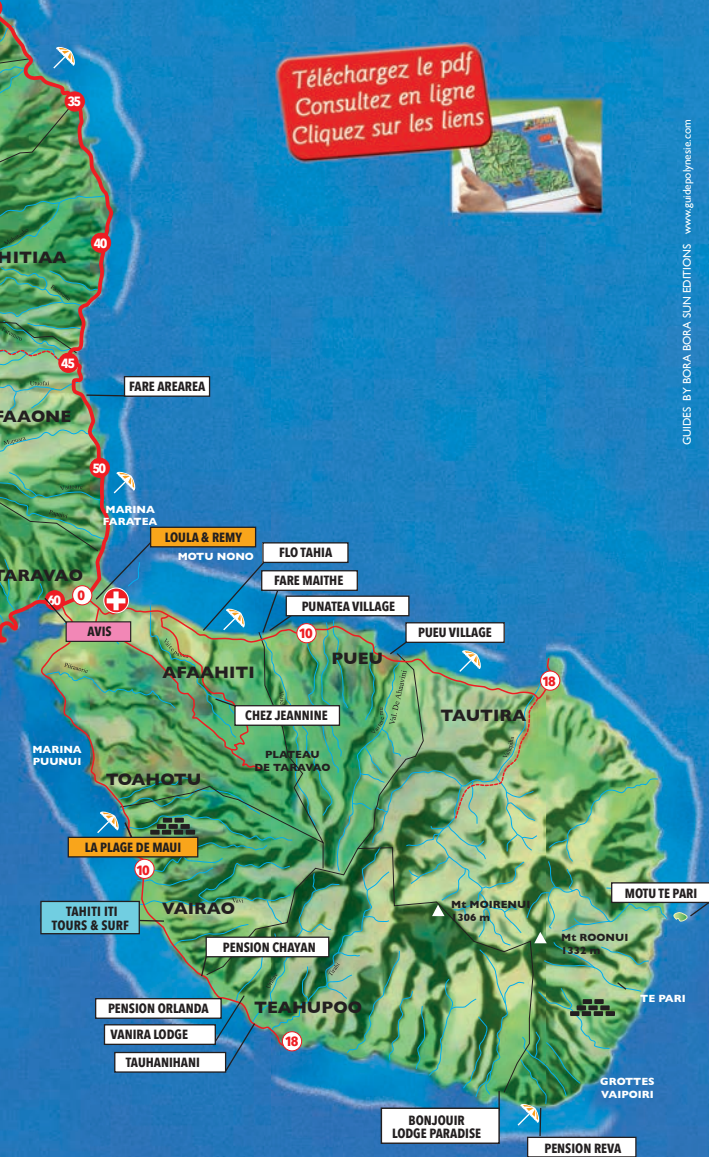 Téléchargez le pdf
Consultez en ligne
Cliquez sur les liens
GUIDES BY BORA BORA SUN EDITIONS www.guidepolynesie.com
35
40
HITIAA
45
FARE AREAREA
FAAONE
50
MARINA
FARATEA
LOULA & REMY
MOTU NONO
FLO TAHIA
TARAVAO
FARE MAITHE
60
0
PUNATEA VILLAGE
AVIS
10
PUEU VILLAGE
AFAAHITI
PUEU
18
CHEZ JEANNINE
TAUTIRA
MARINA
PUUNUI
PLATEAU
DE TARAVAO
TOAHOTU
LA PLAGE DE MAUI
10
MOTU TE PARI
TAHITI ITI
TOURS & SURF
VAIRAO
Mt MOIRENUI
1306 m
Mt ROONUI
1332 m
PENSION CHAYAN
TE PARI
PENSION ORLANDA
TEAHUPOO
VANIRA LODGE
18
TAUHANIHANI
GROTTES
VAIPOIRI
BONJOUIR
LODGE PARADISE
PENSION REVA